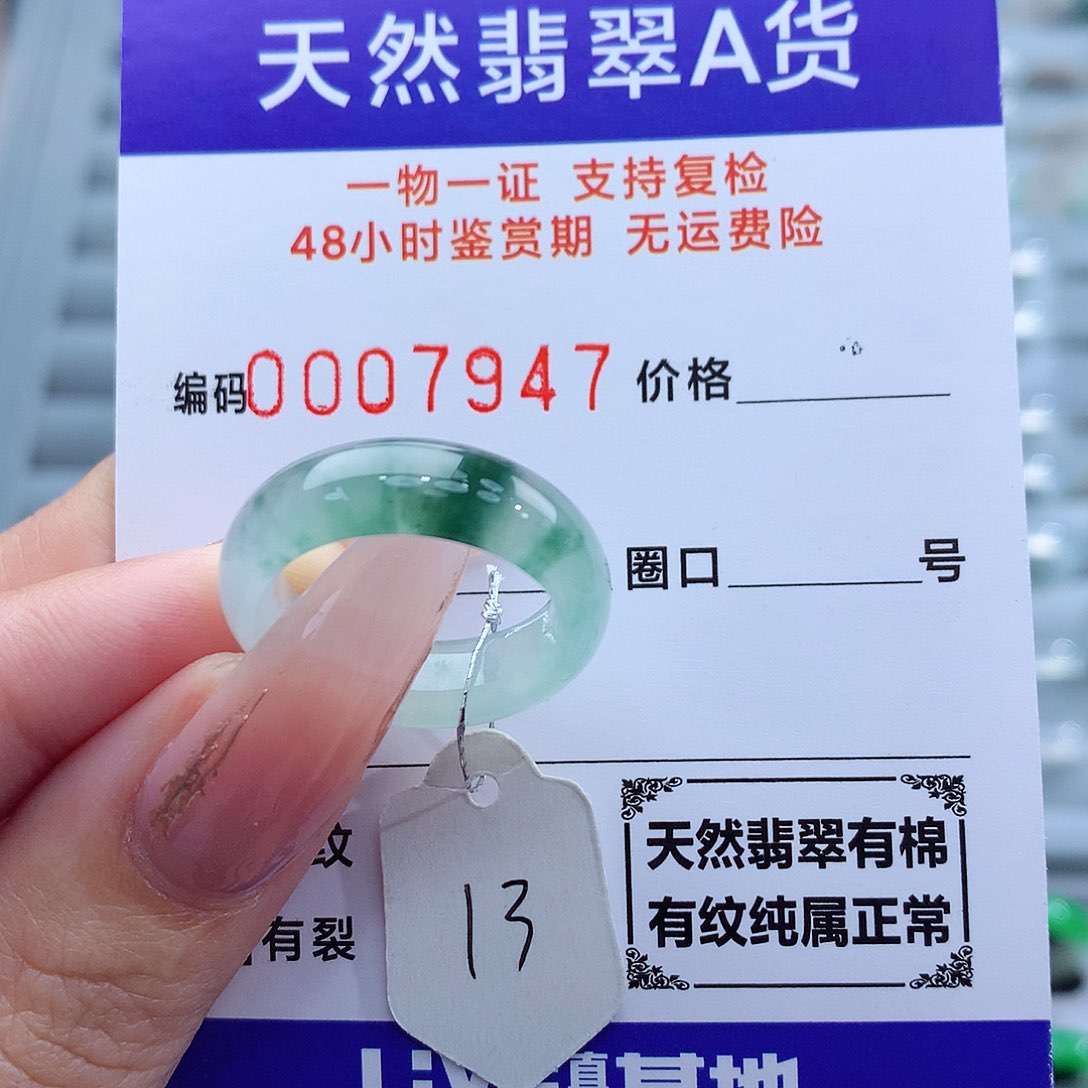 天然翡翠A货
一物一证 支持复检
48小时鉴赏期 无运费险
编码0007947 价格
圈口 号
纹
有裂
13
天然翡翠有棉
有纹纯属正常
基地